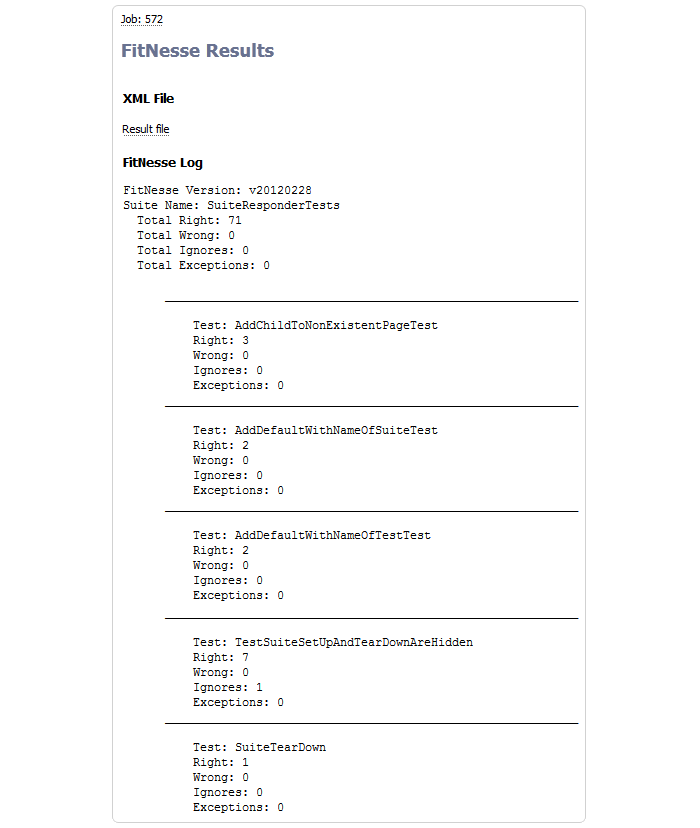 Job: 572
FitNesse Results
XML File
Result file
FitNesse Log
FitNesse Version: v20120228
Suite Name: SuiteResponderTests
Total Right: 71
Total Wrong: 0
Total Ignores: 0
Total Exceptions: 0
Test: AddChildToNonExistentPageTest
Right: 3
Wrong: 0
Ignores: 0
Exceptions: 0
Test: AddDefaultWithNameOfSuiteTest
Right: 2
Wrong: 0
Ignores: 0
Exceptions: 0
Test: AddDefaultWithNameOfTestTest
Right: 2
Wrong: 0
Ignores: 0
Exceptions: 0
Test: TestSuiteSetUpAndTearDownAreHidden
Right: 7
Wrong: 0
Ignores: 1
Exceptions: 0
Test: SuiteTearDown
Right: 1
Wrong: 0
Ignores: 0
Exceptions: 0